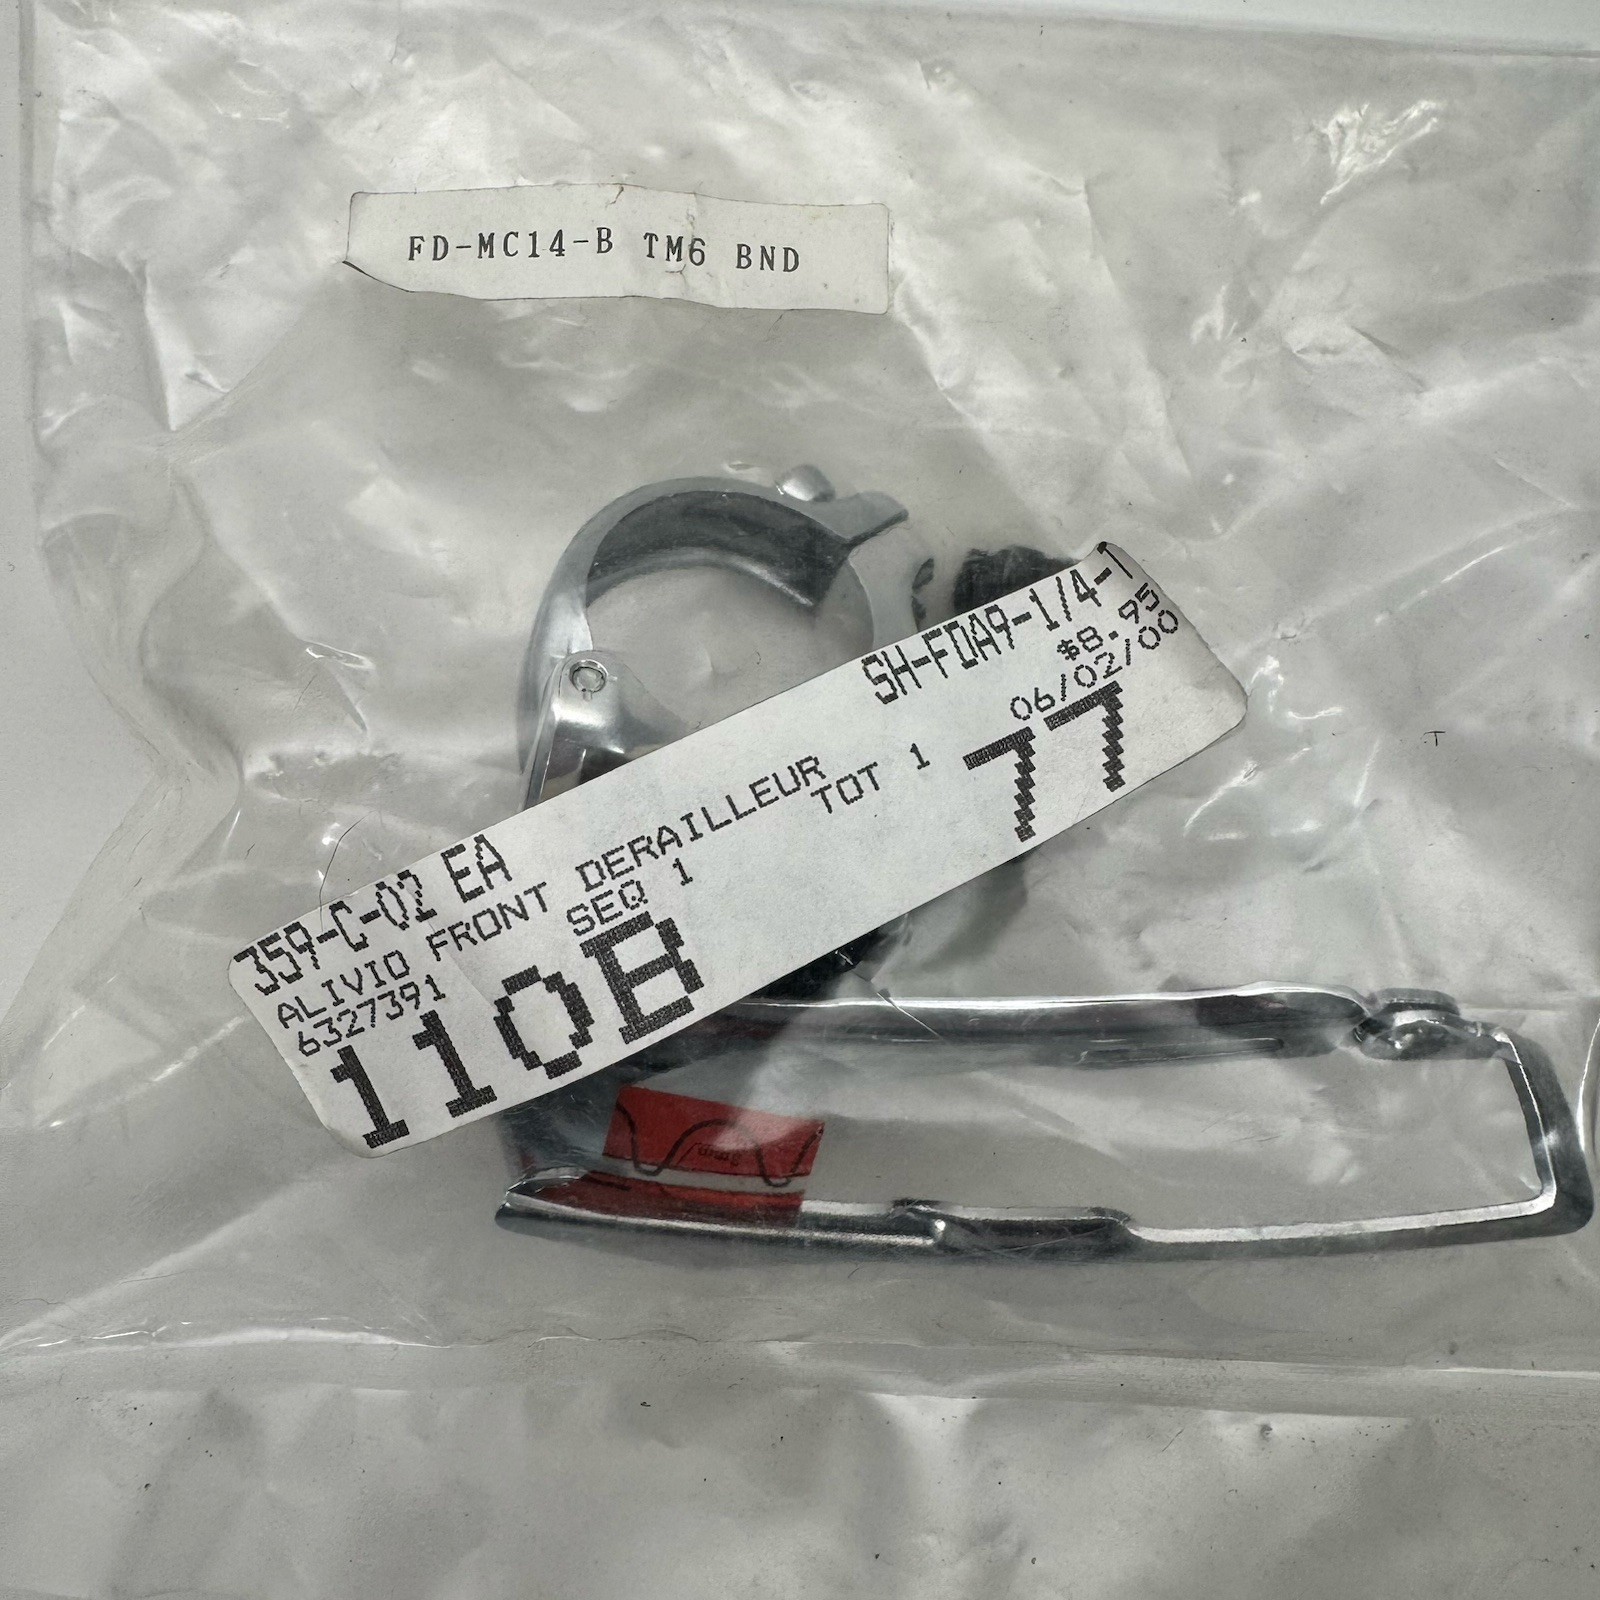 FD-MC14-B TM6 BND
359-C-02 EA SH-FDA9-1/4-T
ALIVIO FRONT DERAILLEUR $8.95
6327391 SEQ 1 TOT 1 06/02/00
110B 77
3mm